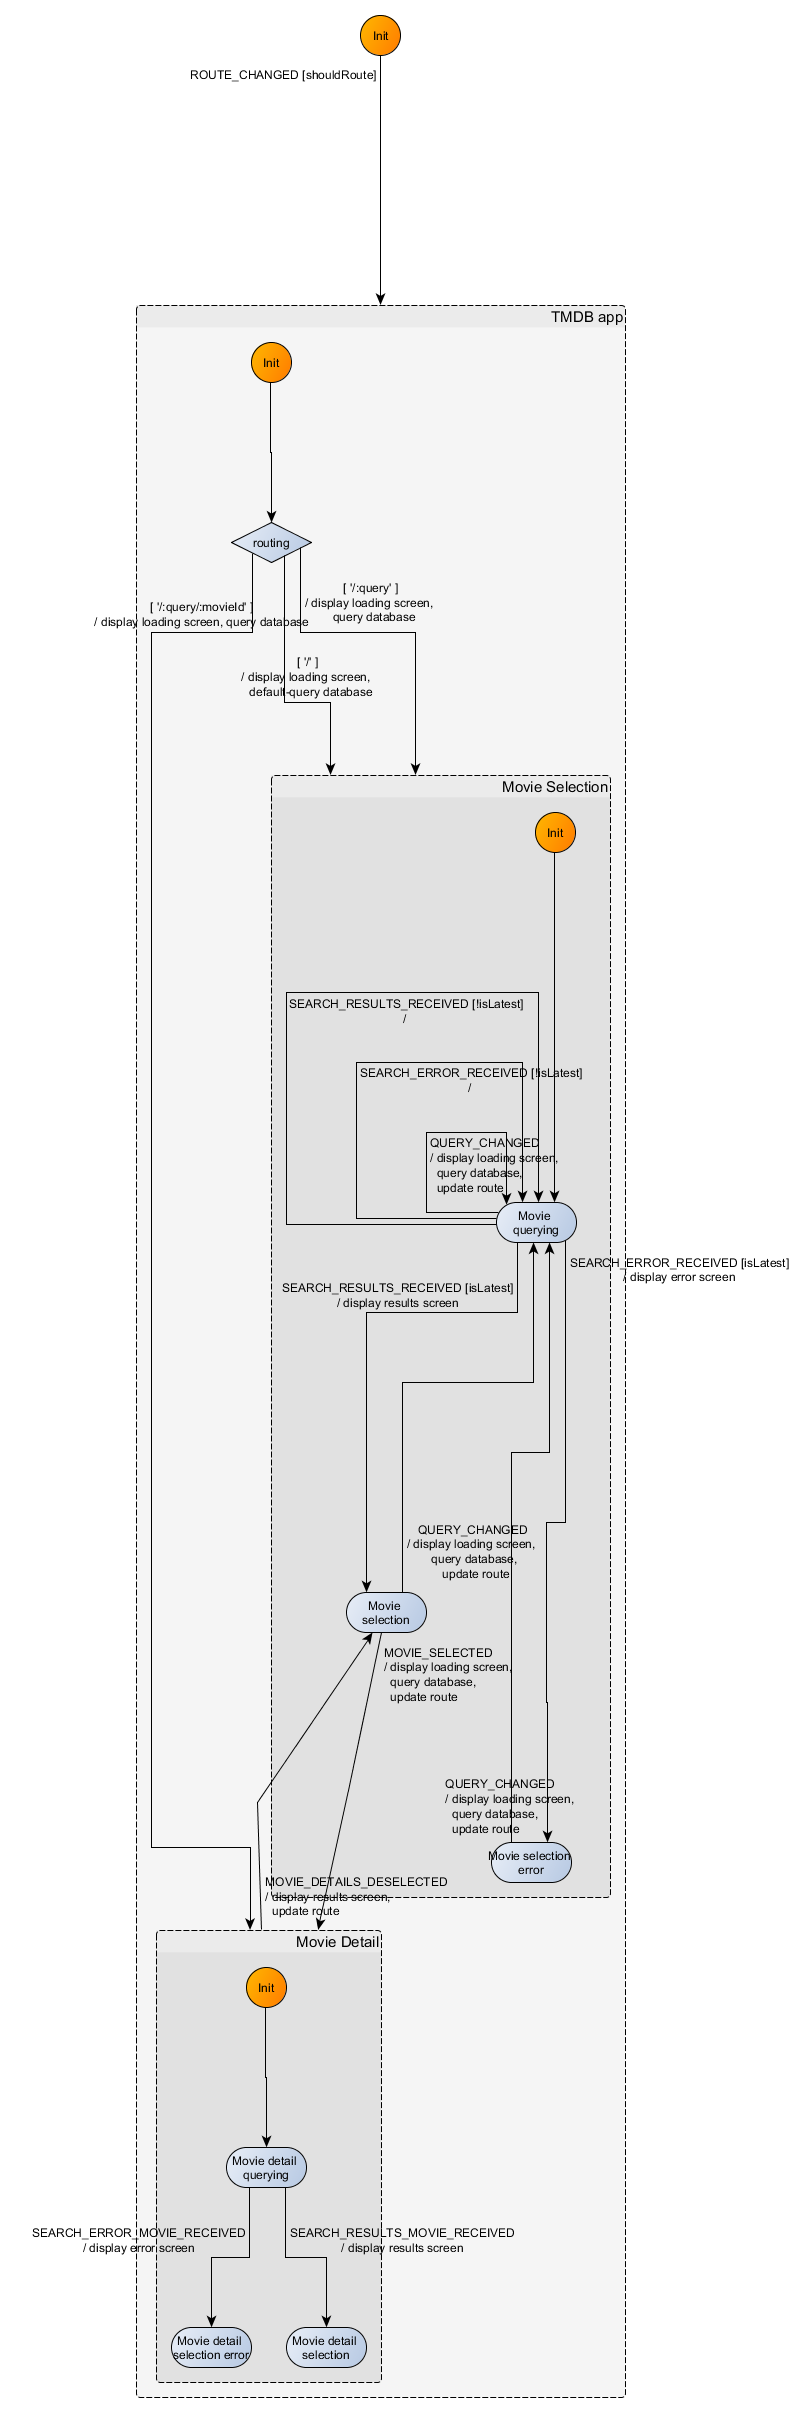 Init
ROUTE_CHANGED [shouldRoute]
TMDB app
Init
routing
[ '/:query' ]
/ display loading screen,
query database
[ '/:query/:movieId' ]
/ display loading screen, query database
[ '/' ]
/ display loading screen,
default-query database
Movie Selection
Init
SEARCH_RESULTS_RECEIVED [!isLatest]
/
SEARCH_ERROR_RECEIVED [!isLatest]
/
QUERY_CHANGED
/ display loading screen,
query database,
update route
Movie
querying
SEARCH_ERROR_RECEIVED [isLatest]
/ display error screen
SEARCH_RESULTS_RECEIVED [isLatest]
/ display results screen
QUERY_CHANGED
/ display loading screen,
query database,
update route
Movie
selection
MOVIE_SELECTED
/ display loading screen,
query database,
update route
QUERY_CHANGED
/ display loading screen,
query database,
update route
Movie selection
error
MOVIE_DETAILS_DESELECTED
/ display results screen,
update route
Movie Detail
Init
Movie detail
querying
SEARCH_ERROR_MOVIE_RECEIVED
/ display error screen
SEARCH_RESULTS_MOVIE_RECEIVED
/ display results screen
Movie detail
selection error
Movie detail
selection